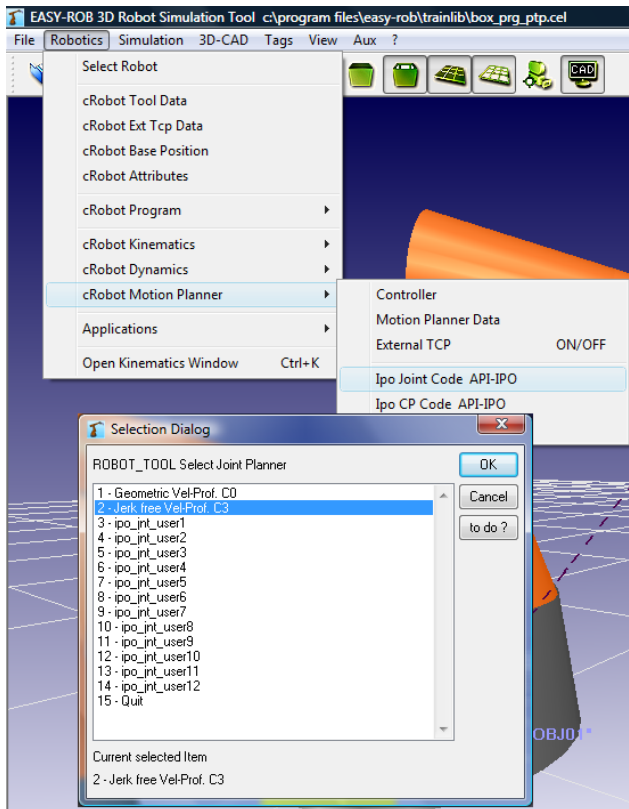 EASY-ROB 3D Robot Simulation Tool c:\program files\easy-rob\trainlib\box_prg_ptp.cel
File Robotics Simulation 3D-CAD Tags View Aux ?
CAD
Select Robot
cRobot Tool Data
cRobot Ext Tcp Data
cRobot Base Position
cRobot Attributes
cRobot Program
cRobot Kinematics
cRobot Dynamics
cRobot Motion Planner
Applications
Open Kinematics Window Ctrl+K
Controller
Motion Planner Data
External TCP ON/OFF
Ipo Joint Code API-IPO
Ipo CP Code API-IPO
Selection Dialog
ROBOT_TOOL Select Joint Planner
OK
Cancel
to do ?
1 - Geometric Vel-Prof. C0
2 - Jerk free Vel-Prof. C3
3 - ipo_jnt_user1
4 - ipo_jnt_user2
5 - ipo_jnt_user3
6 - ipo_jnt_user4
7 - ipo_jnt_user5
8 - ipo_jnt_user6
9 - ipo_jnt_user7
10 - ipo_jnt_user8
11 - ipo_jnt_user9
12 - ipo_jnt_user10
13 - ipo_jnt_user11
14 - ipo_jnt_user12
15 - Quit
OBJ01*
Current selected Item
2 - Jerk free Vel-Prof. C3